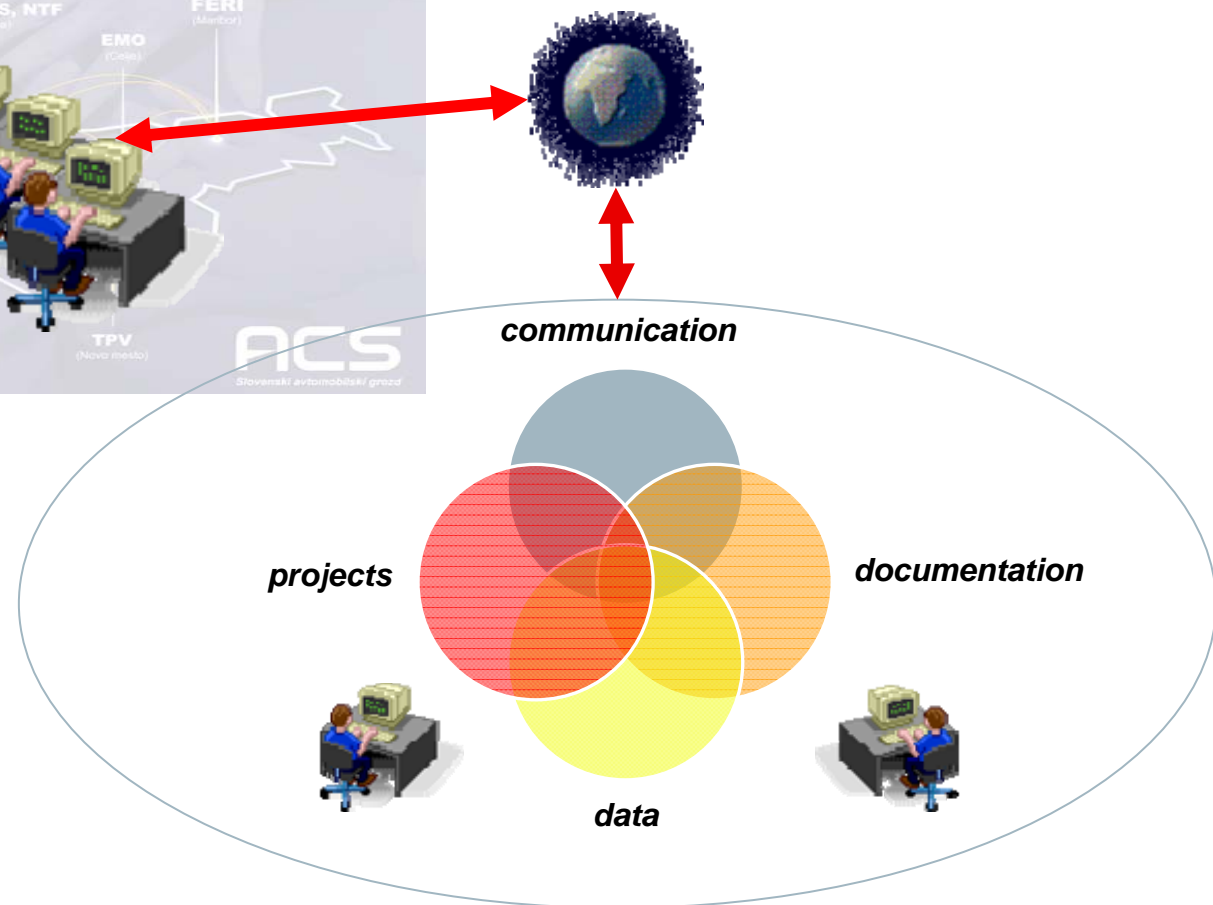 S, NTF
FERI
(Maribor)
EMO
(Celje)
TPV
(Novo mesto)
ACS
Slovenski avtomobilski grozd
communication
projects
documentation
data